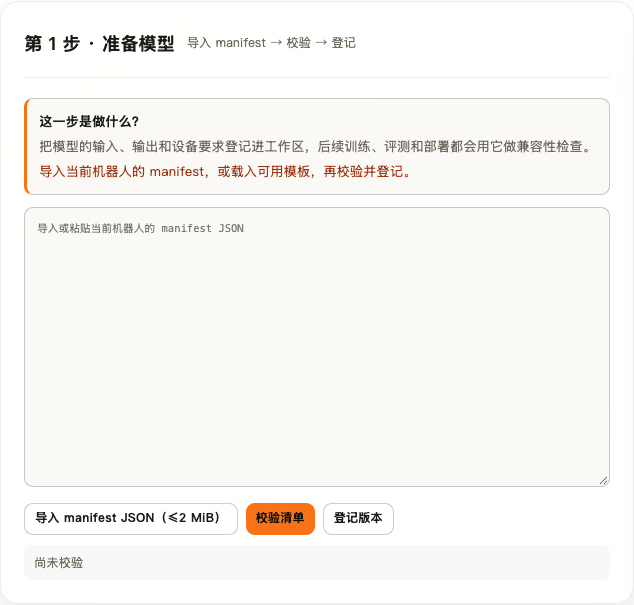 第 1 步 · 准备模型 导入 manifest → 校验 → 登记
这一步是做什么?
把模型的输入、输出和设备要求登记进工作区，后续训练、评测和部署都会用它做兼容性检查。
导入当前机器人的 manifest，或载入可用模板，再校验并登记。
导入或粘贴当前机器人的 manifest JSON
导入 manifest JSON（≤2 MiB） 校验清单 登记版本
尚未校验